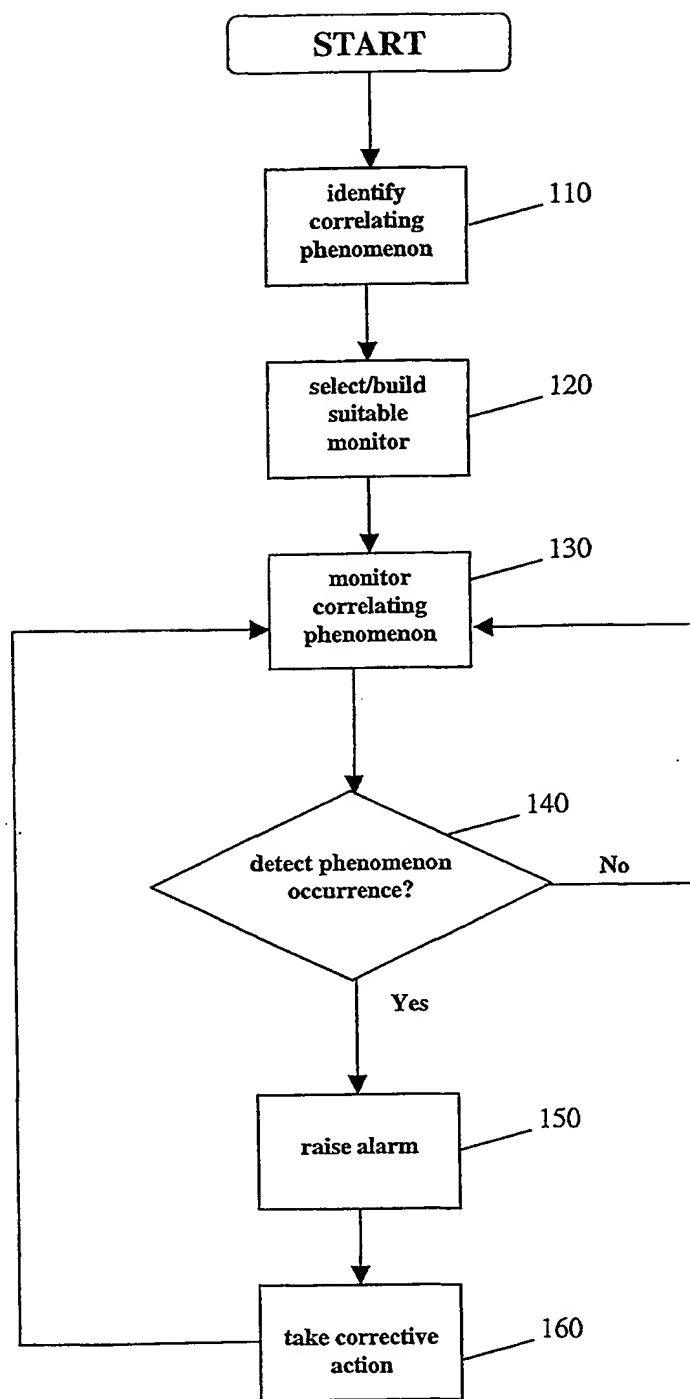 START
identify
correlating
phenomenon
110
select/build
suitable
monitor
120
130
monitor
correlating
phenomenon
140
detect phenomenon
occurrence?
No
Yes
150
raise alarm
160
take corrective
action